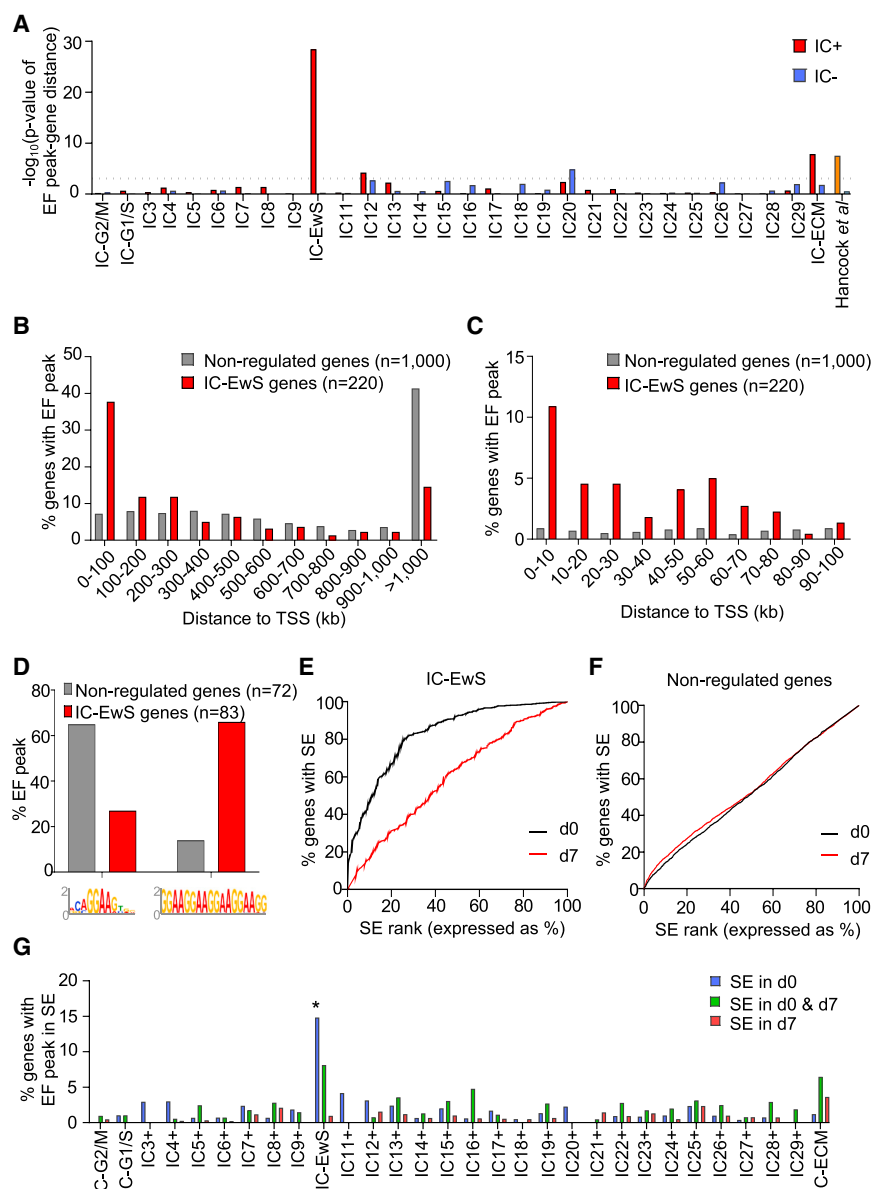 A
-log10(p-value of
EF peak-gene distance)
30
20
10
0
IC+
IC-
IC-G2/M
IC-G1/S
IC3
IC4
IC5
IC6
IC7
IC8
IC9
IC-EwS
IC11
IC12
IC13
IC14
IC15
IC16
IC17
IC18
IC19
IC20
IC21
IC22
IC23
IC24
IC25
IC26
IC27
IC28
IC29
IC-ECM
Hancock et al
B
% genes with EF peak
50
40
30
20
10
0
Non-regulated genes (n=1,000)
IC-EwS genes (n=220)
0-100
100-200
200-300
300-400
400-500
500-600
600-700
700-800
800-900
900-1,000
>1,000
Distance to TSS (kb)
C
% genes with EF peak
15
10
5
0
Non-regulated genes (n=1,000)
IC-EwS genes (n=220)
0-10
10-20
20-30
30-40
40-50
50-60
60-70
70-80
80-90
90-100
Distance to TSS (kb)
D
% EF peak
80
60
40
20
0
Non-regulated genes (n=72)
IC-EwS genes (n=83)
2
0
CAGGAAG
2
0
GGAAGGAAGGAAGGAAGG
E
IC-EwS
% genes with SE
100
80
60
40
20
0
d0
d7
0 20 40 60 80 100
SE rank (expressed as %)
F
Non-regulated genes
% genes with SE
100
80
60
40
20
0
d0
d7
0 20 40 60 80 100
SE rank (expressed as %)
G
% genes with
EF peak in SE
20
15
10
5
0
*
SE in d0
SE in d0 & d7
SE in d7
C-G2/M
C-G1/S
IC3+
IC4+
IC5+
IC6+
IC7+
IC8+
IC9+
IC-EwS
IC11+
IC12+
IC13+
IC14+
IC15+
IC16+
IC17+
IC18+
IC19+
IC20+
IC21+
IC22+
IC23+
IC24+
IC25+
IC26+
IC27+
IC28+
IC29+
C-ECM